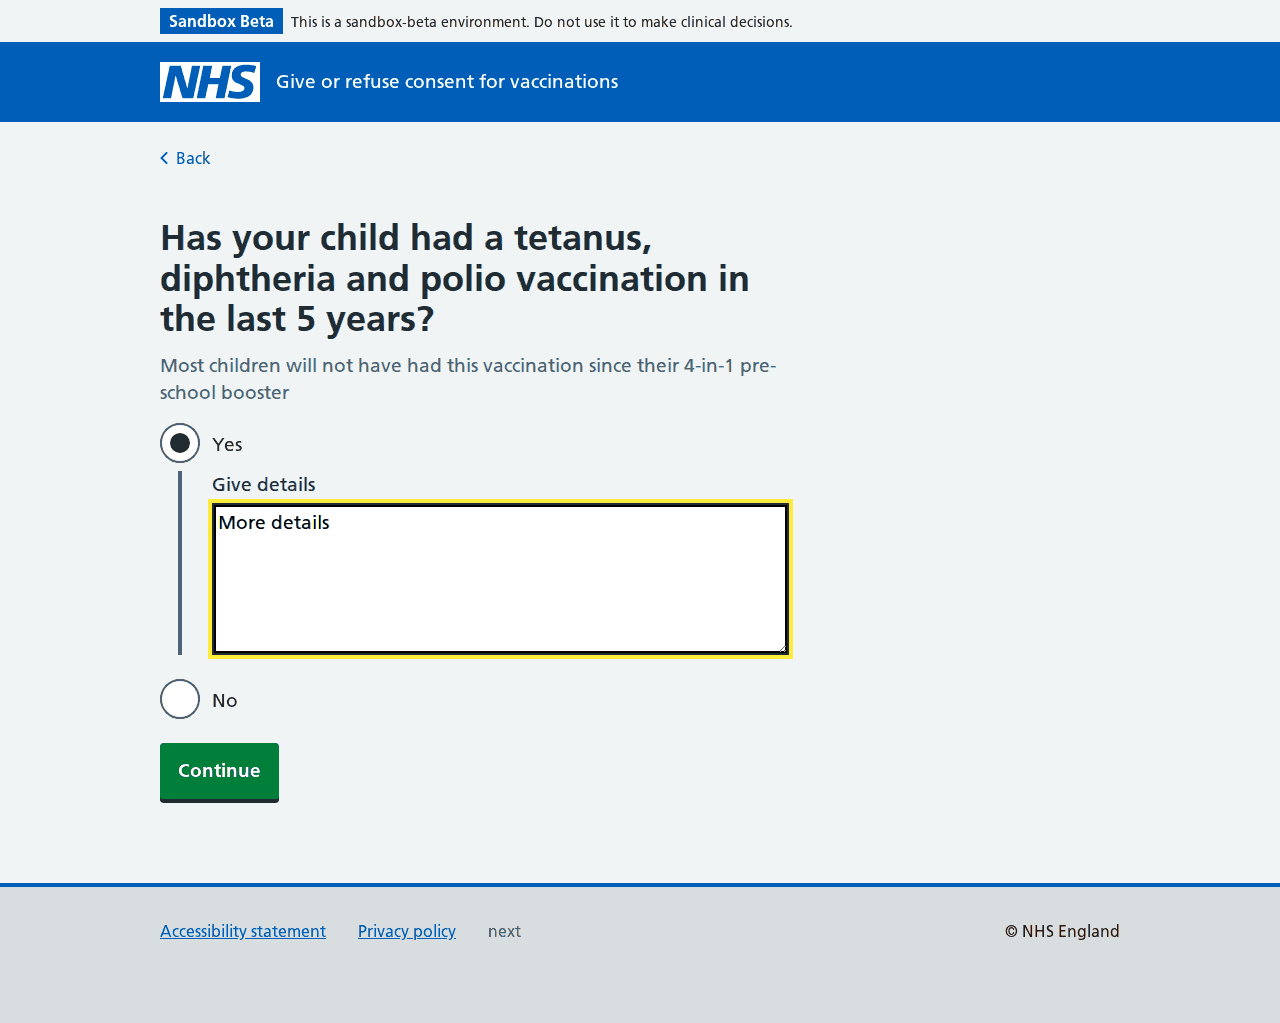 Sandbox Beta This is a sandbox-beta environment. Do not use it to make clinical decisions.
NHS Give or refuse consent for vaccinations
Back
Has your child had a tetanus,
diphtheria and polio vaccination in
the last 5 years?
Most children will not have had this vaccination since their 4-in-1 pre-
school booster
Yes
Give details
More details
No
Continue
Accessibility statement Privacy policy next © NHS England